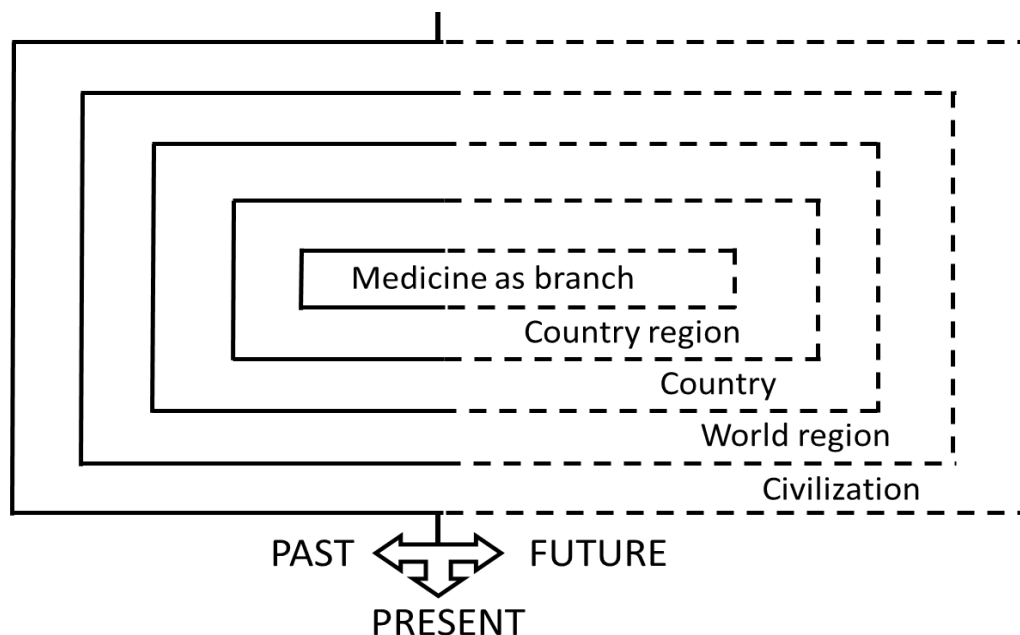 Medicine as branch
Country region
Country
World region
Civilization
PAST
FUTURE
PRESENT